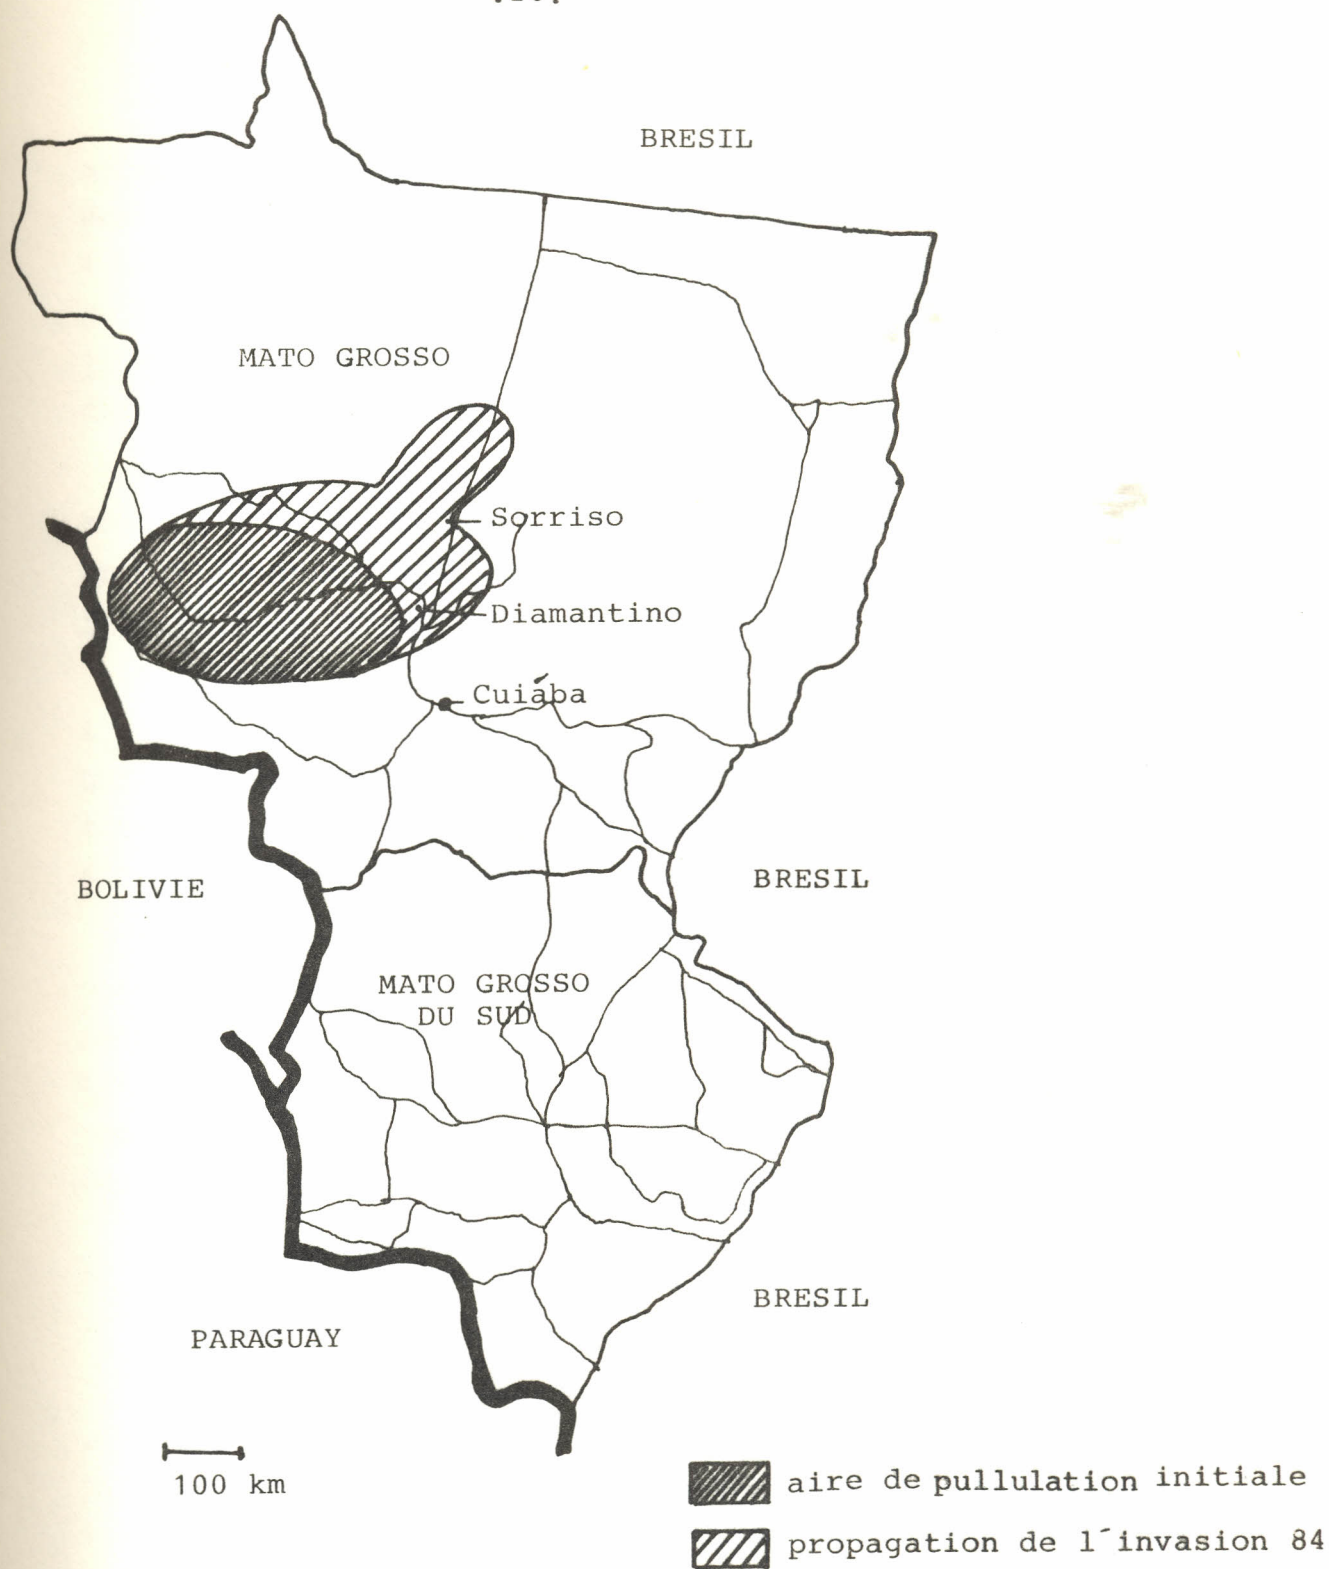 BRESIL
MATO GROSSO
Sorriso
Diamantino
Cuiába
BOLIVIE
BRESIL
MATO GROSSO
DU SUD
BRESIL
PARAGUAY
100 km
aire de pullulation initiale
propagation de l´invasion 84